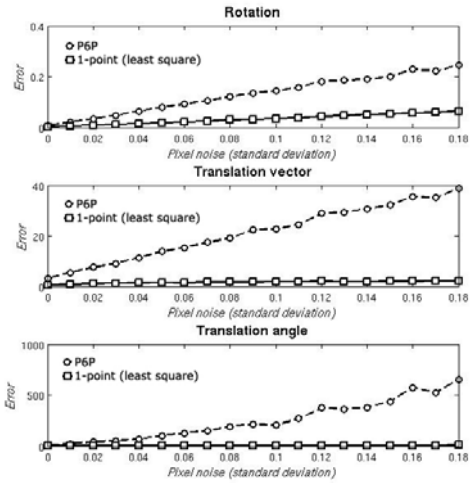 Rotation
0.4
0.2
0
Error
P6P
1-point (least square)
0 0.02 0.04 0.06 0.08 0.1 0.12 0.14 0.16 0.18
Pixel noise (standard deviation)
Translation vector
40
20
0
Error
P6P
1-point (least square)
0 0.02 0.04 0.06 0.08 0.1 0.12 0.14 0.16 0.18
Pixel noise (standard deviation)
Translation angle
1000
500
0
Error
P6P
1-point (least square)
0 0.02 0.04 0.06 0.08 0.1 0.12 0.14 0.16 0.18
Pixel noise (standard deviation)